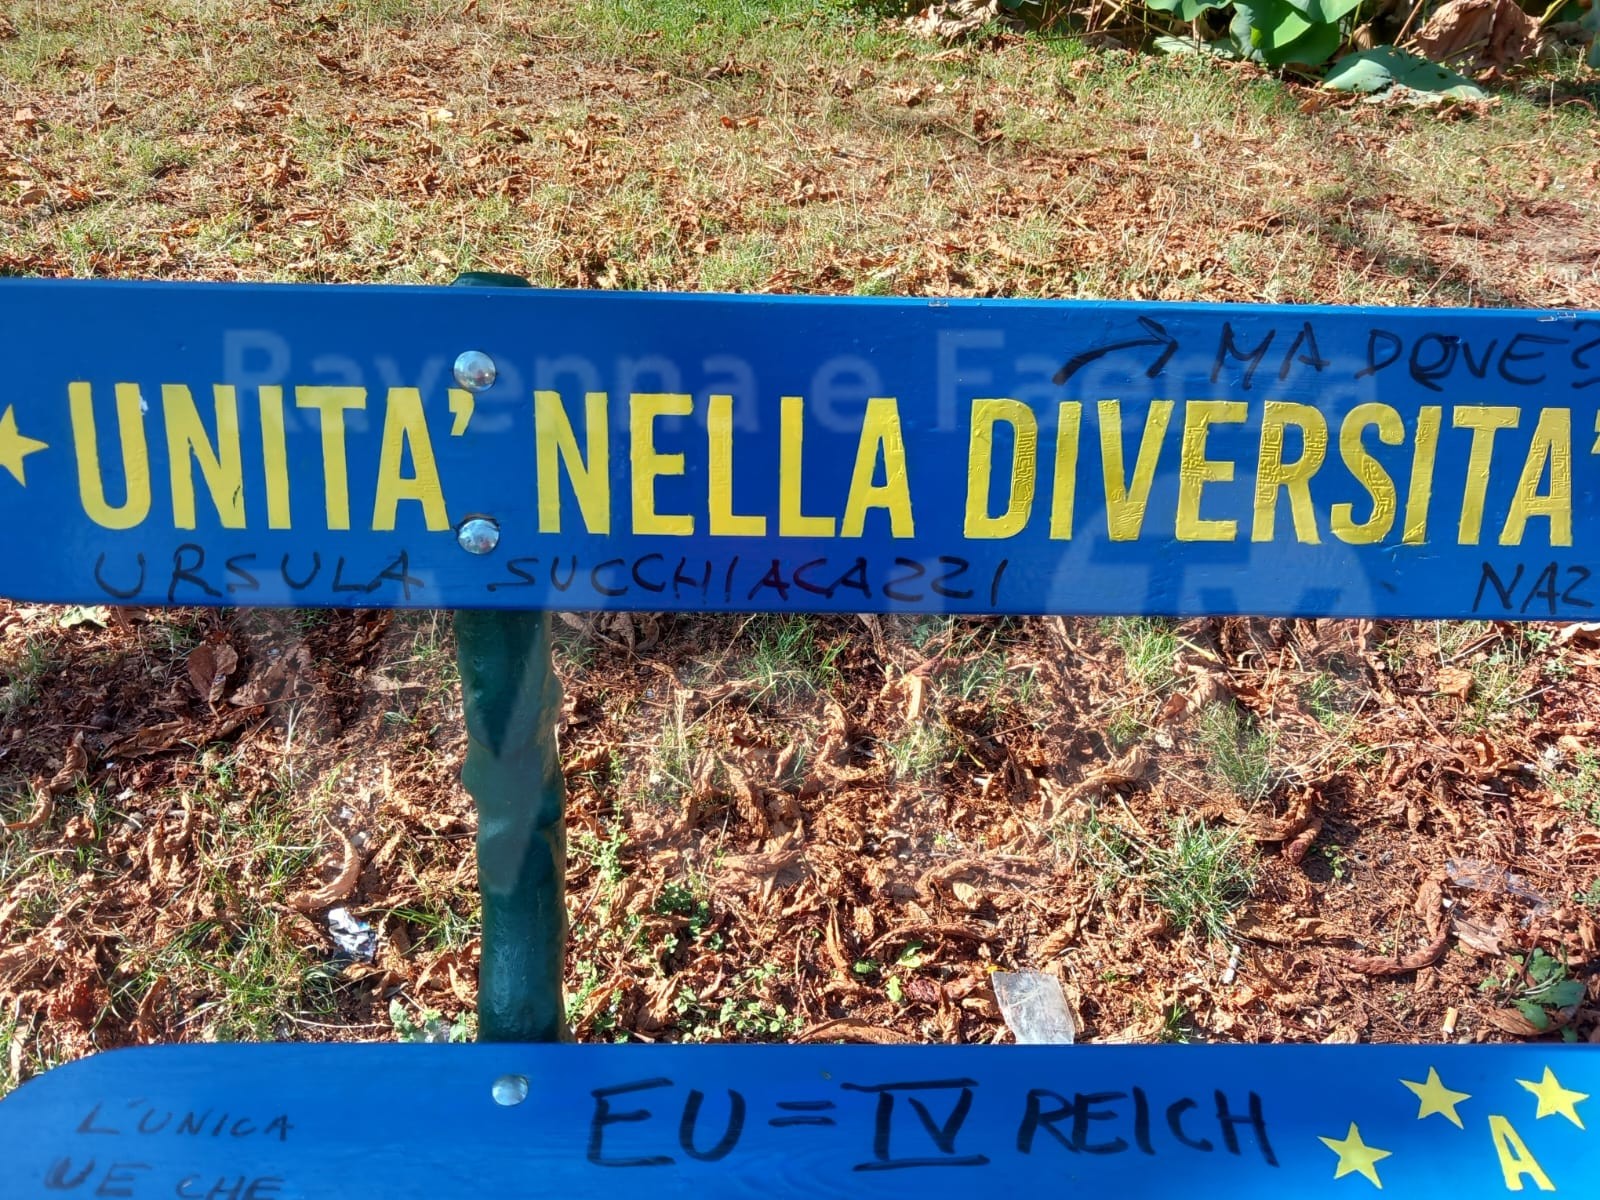 MA DOVE?
UNITA' NELLA DIVERSITA'
URSULA SUCCHIACAZZI NAZ
EU = IV REICH
L'UNICA
UE CHE
A
Ravenna e Faenza